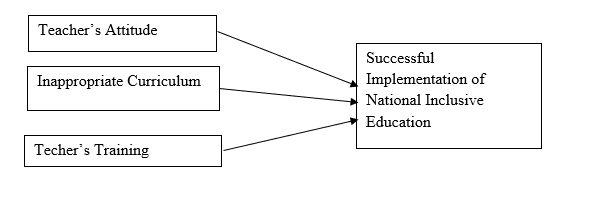 Teacher's Attitude
Inappropriate Curriculum
Techer's Training
Successful
Implementation of
National Inclusive
Education